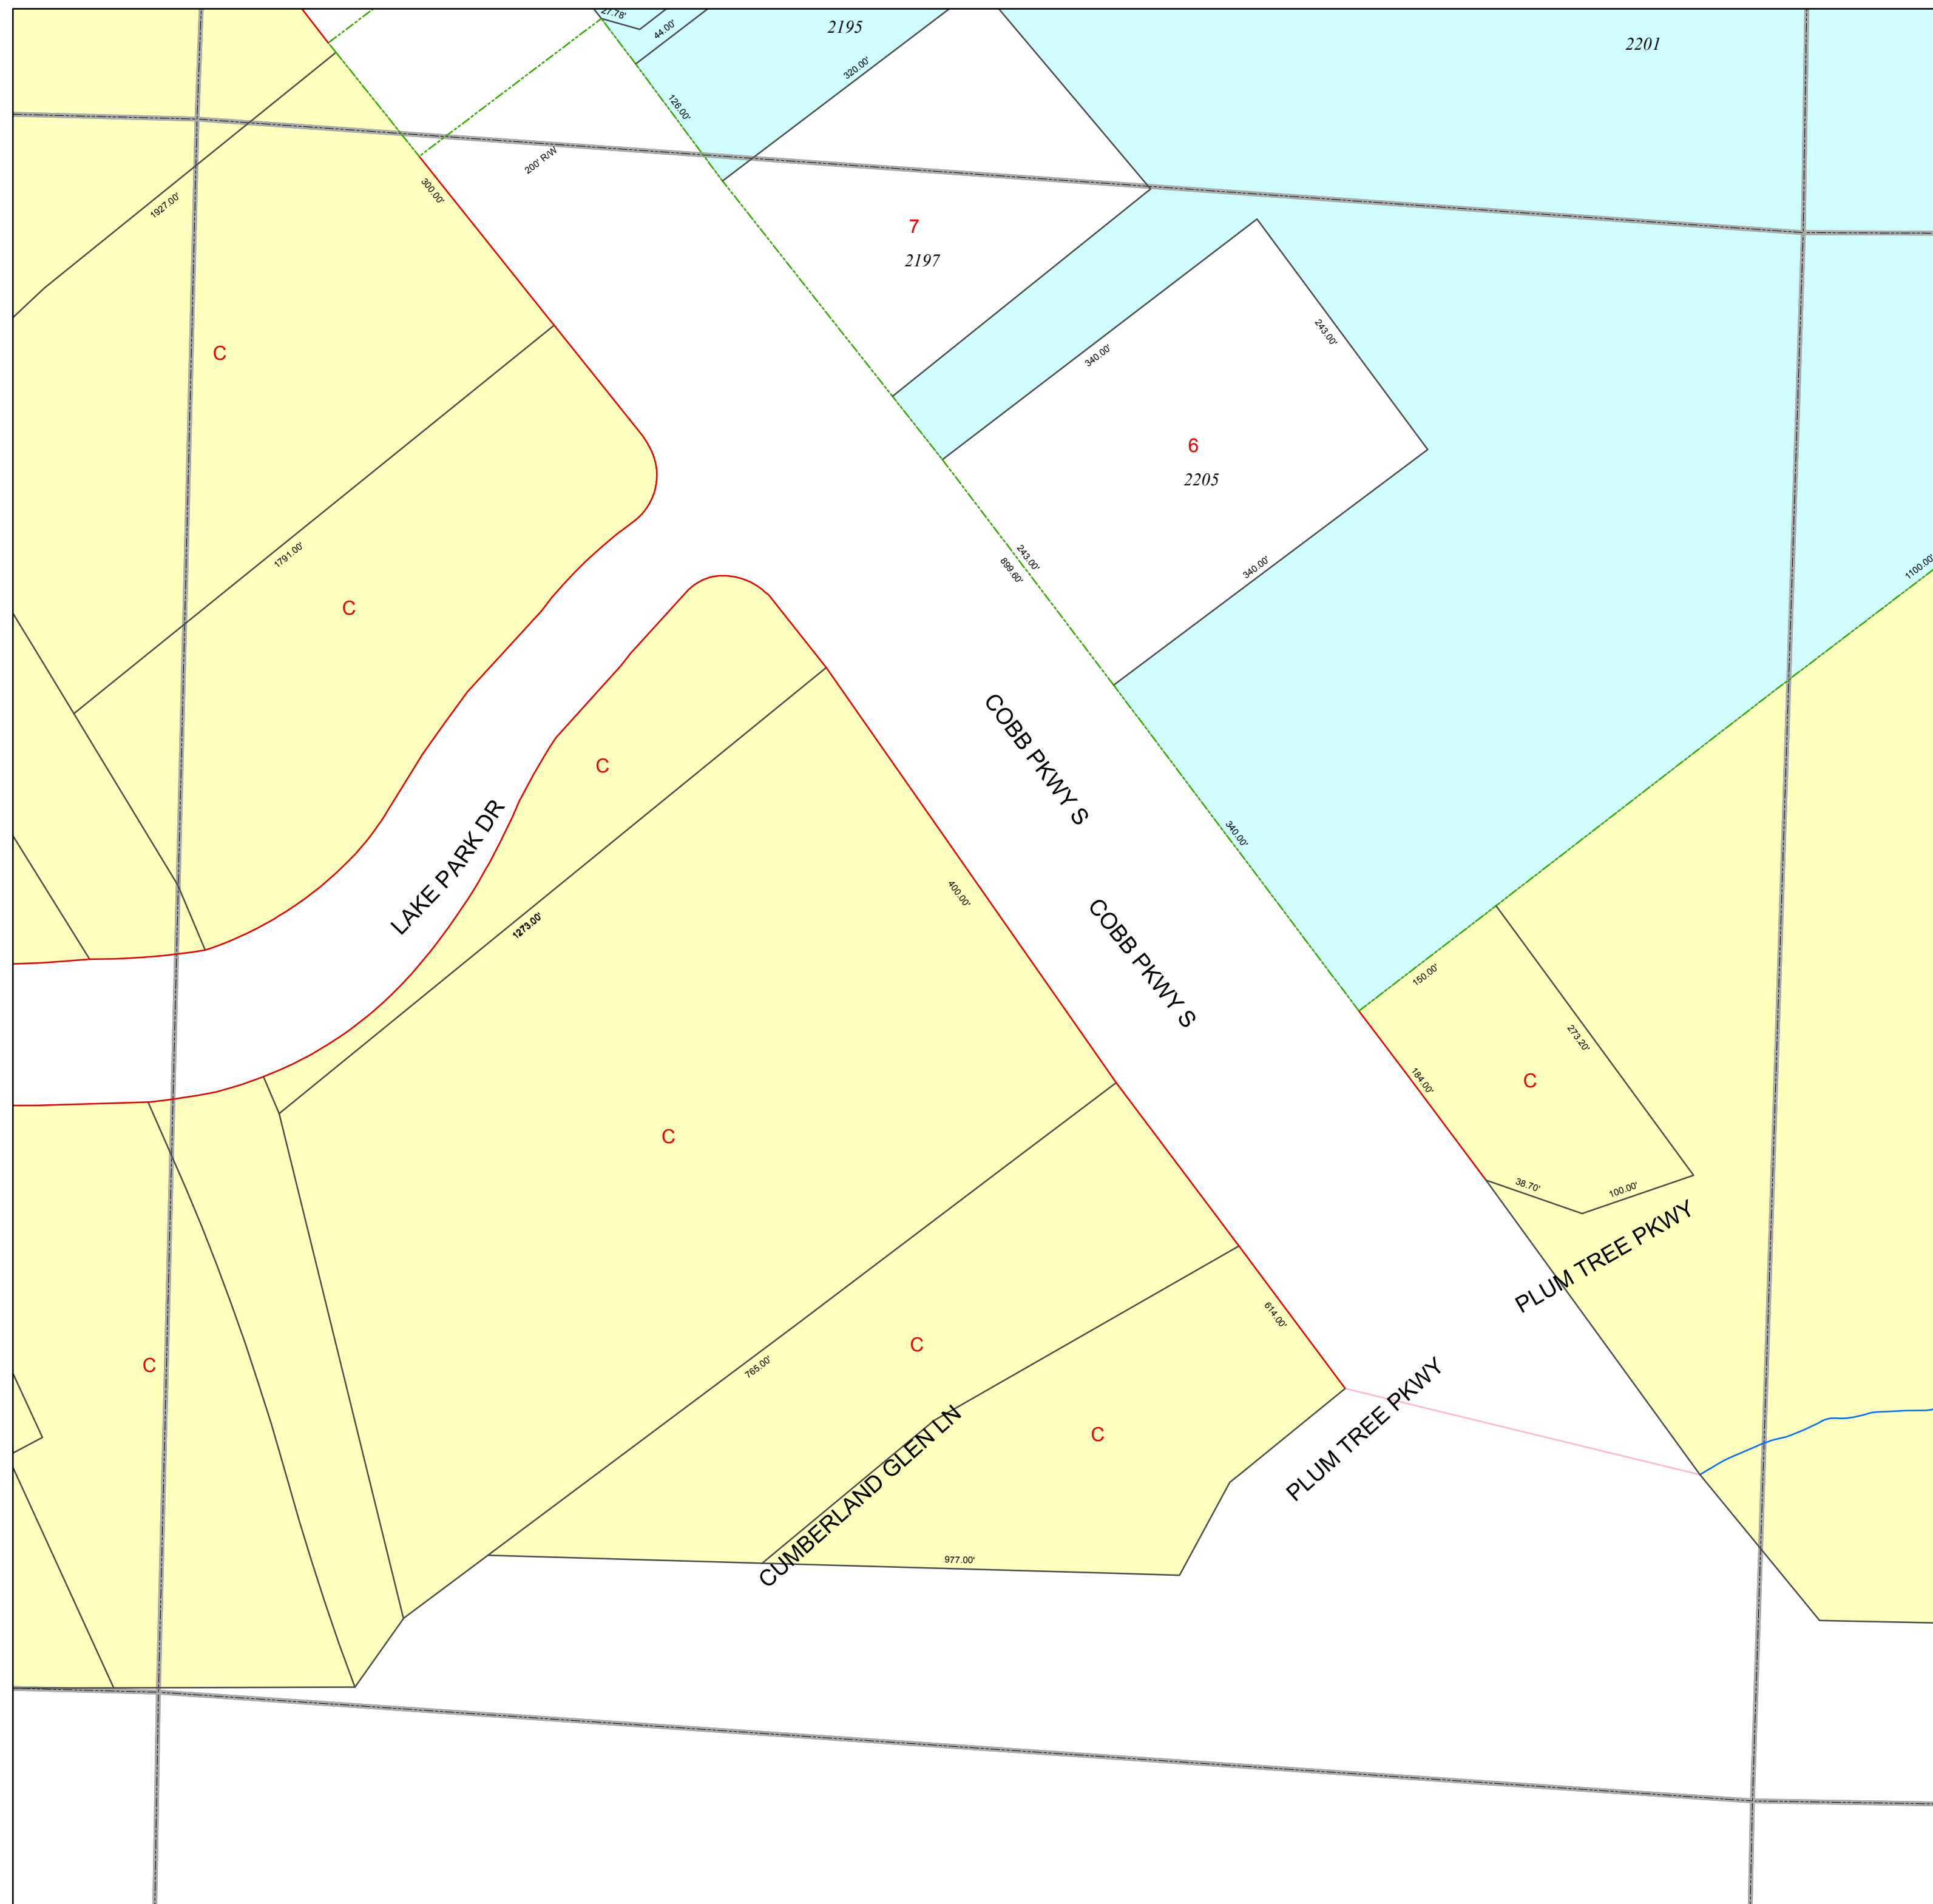 27.78'
44.00'
2195
2201
320.00'
126.00'
200' R/W
300.00'
1927.00'
7
2197
C
243.00'
340.00'
6
2205
1791.00'
243.00'
899.60'
340.00'
1100.00'
C
COBB PKWY S
C
LAKE PARK DR
340.00'
400.00'
1273.00'
COBB PKWY S
150.00'
273.20'
184.00'
C
C
38.70'
100.00'
PLUM TREE PKWY
614.00'
C
C
765.00'
PLUM TREE PKWY
C
CUMBERLAND GLEN LN
977.00'